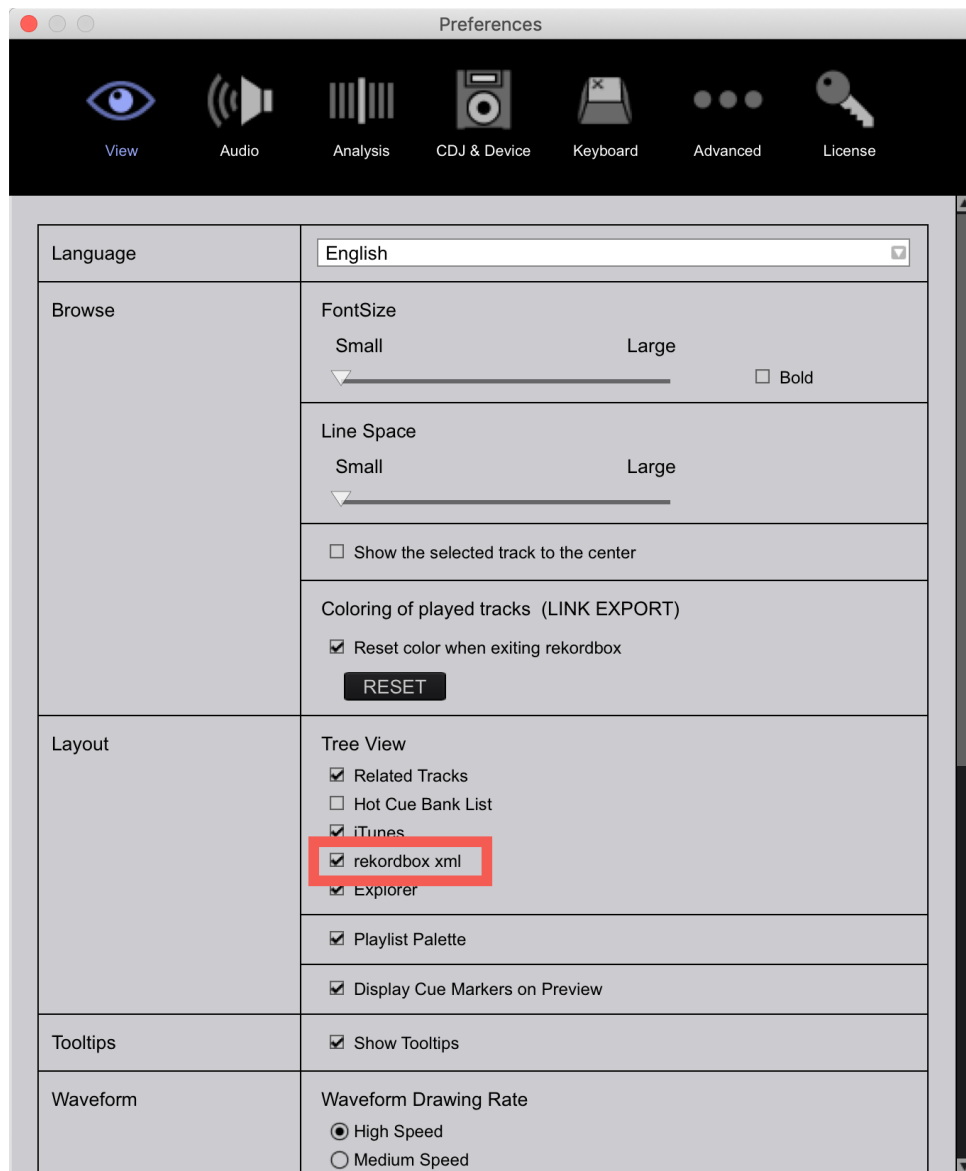 Preferences
View Audio Analysis CDJ & Device Keyboard Advanced License
Language English
Browse FontSize
Small Large
Bold
Line Space
Small Large
Show the selected track to the center
Coloring of played tracks (LINK EXPORT)
Reset color when exiting rekordbox
RESET
Layout Tree View
Related Tracks
Hot Cue Bank List
iTunes
rekordbox xml
Explorer
Playlist Palette
Display Cue Markers on Preview
Tooltips Show Tooltips
Waveform Waveform Drawing Rate
High Speed
Medium Speed